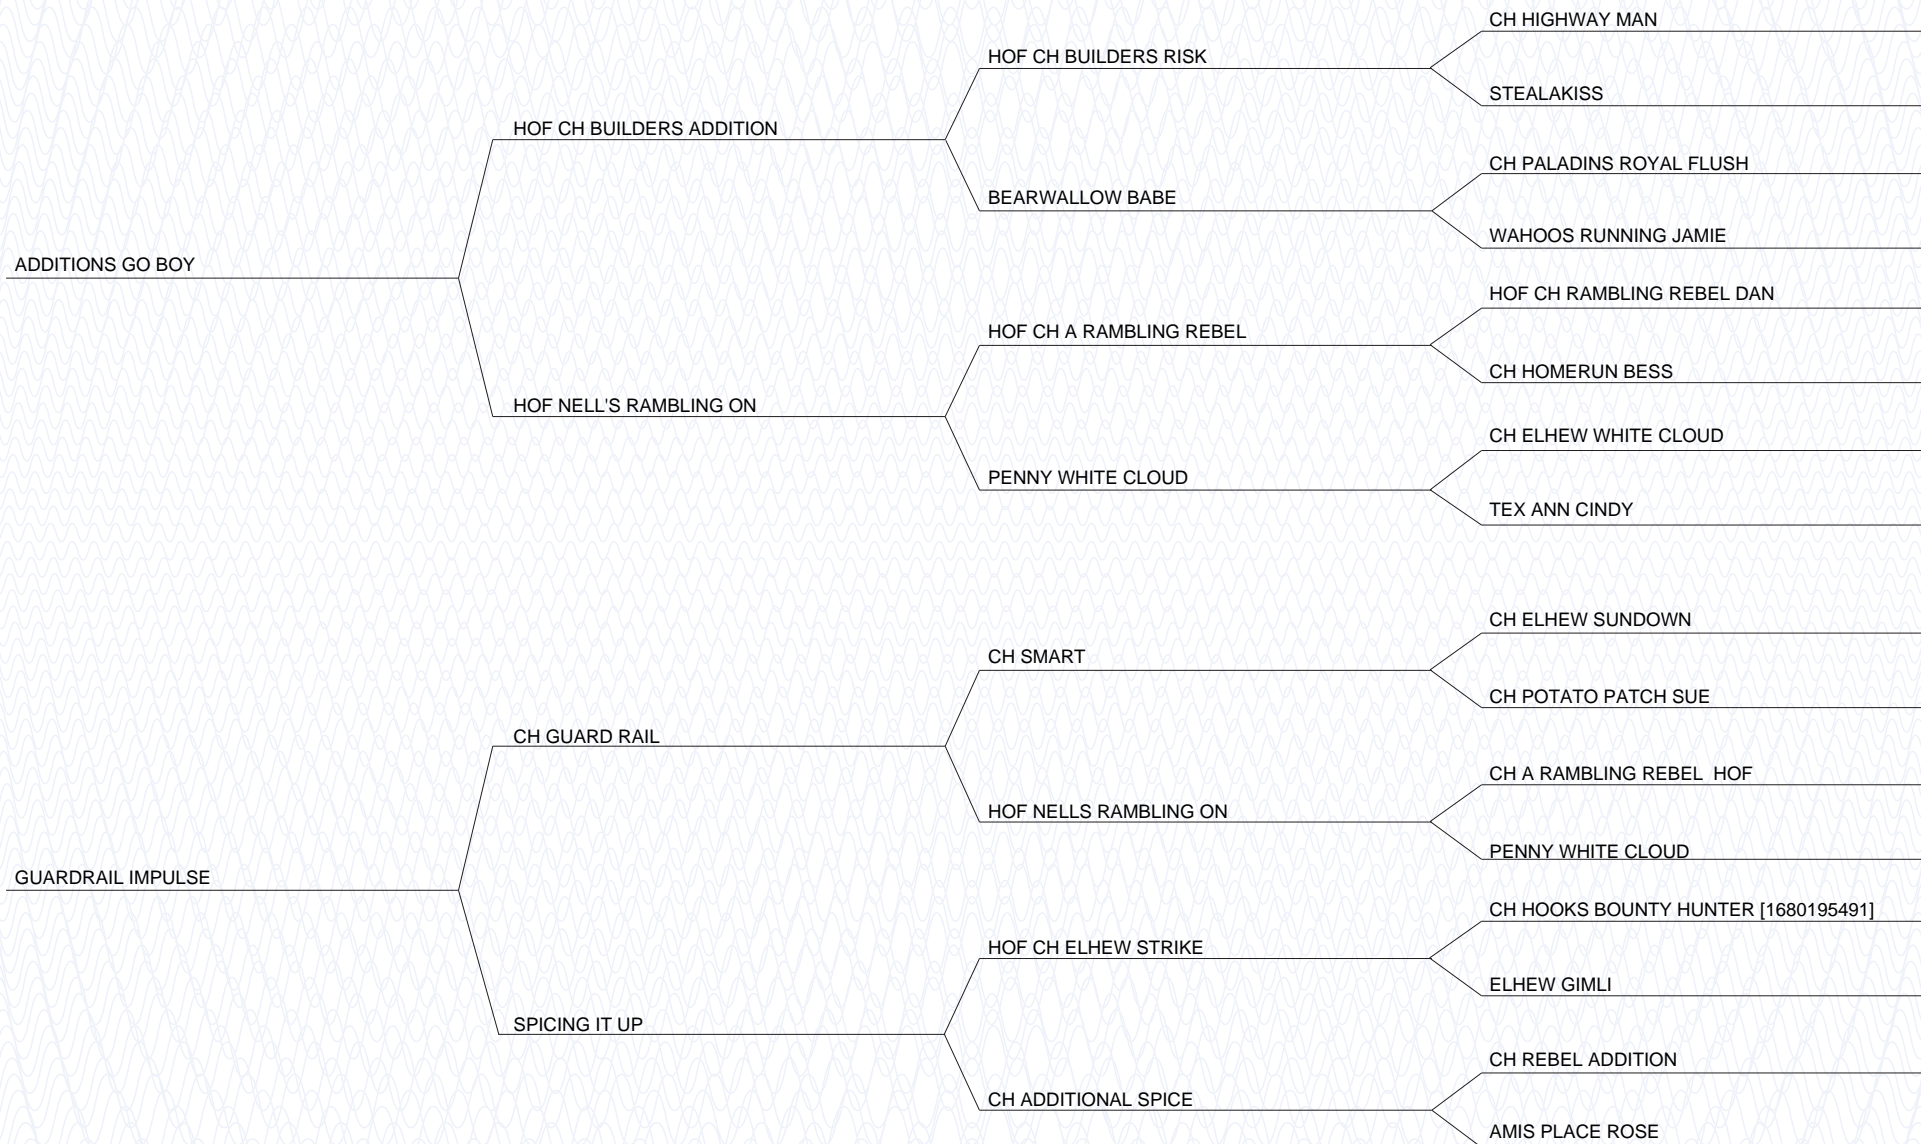 CH HIGHWAY MAN
HOF CH BUILDERS RISK
STEALAKISS
HOF CH BUILDERS ADDITION
CH PALADINS ROYAL FLUSH
BEARWALLOW BABE
WAHOOS RUNNING JAMIE
ADDITIONS GO BOY
HOF CH RAMBLING REBEL DAN
HOF CH A RAMBLING REBEL
CH HOMERUN BESS
HOF NELL'S RAMBLING ON
CH ELHEW WHITE CLOUD
PENNY WHITE CLOUD
TEX ANN CINDY
CH ELHEW SUNDOWN
CH SMART
CH POTATO PATCH SUE
CH GUARD RAIL
CH A RAMBLING REBEL  HOF
HOF NELLS RAMBLING ON
PENNY WHITE CLOUD
GUARDRAIL IMPULSE
CH HOOKS BOUNTY HUNTER [1680195491]
HOF CH ELHEW STRIKE
ELHEW GIMLI
SPICING IT UP
CH REBEL ADDITION
CH ADDITIONAL SPICE
AMIS PLACE ROSE